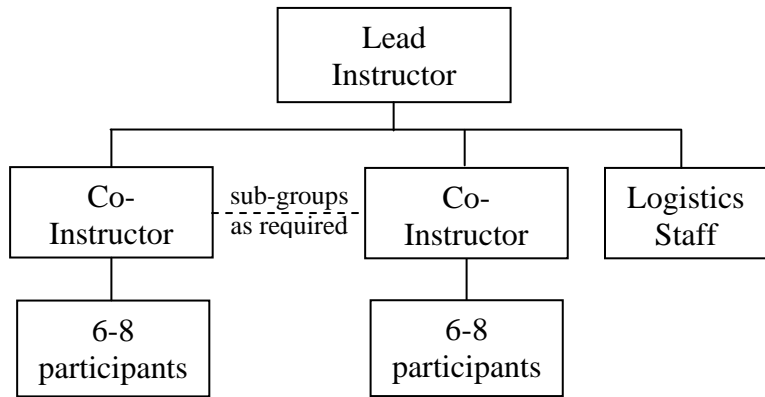 Lead
Instructor
Co-
Instructor
sub-groups
as required
Co-
Instructor
Logistics
Staff
6-8
participants
6-8
participants